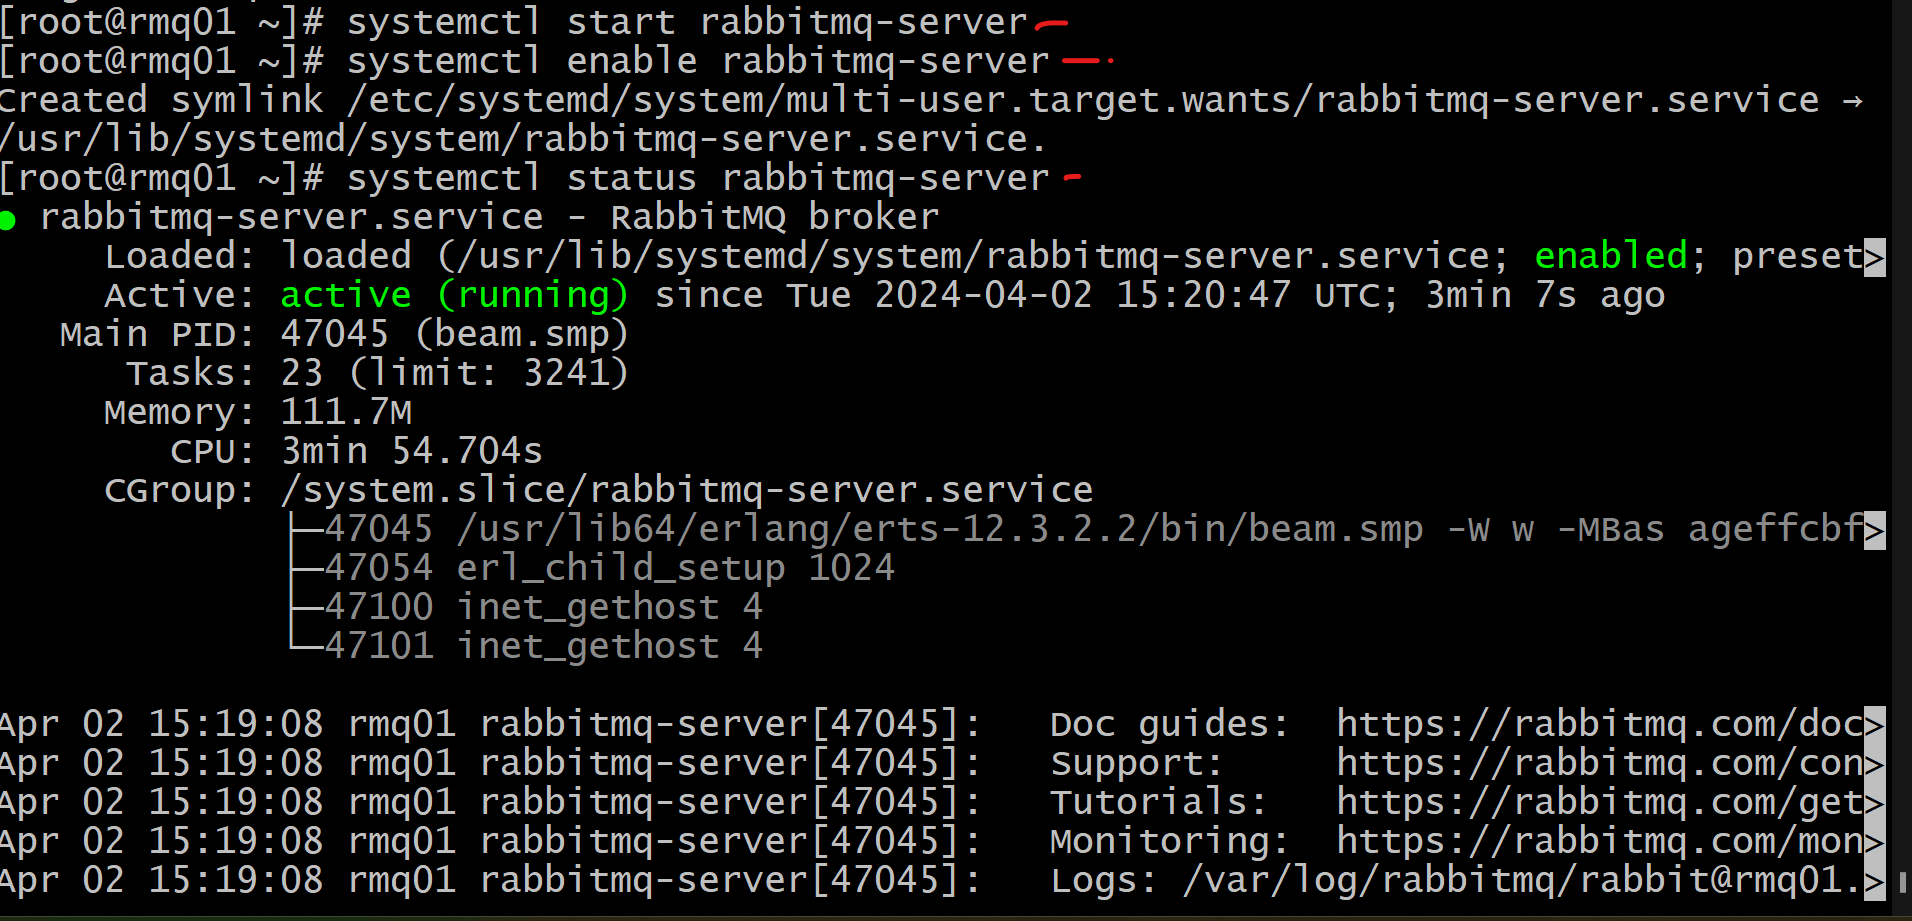 [root@rmq01 ~]# systemctl start rabbitmq-server
[root@rmq01 ~]# systemctl enable rabbitmq-server
Created symlink /etc/systemd/system/multi-user.target.wants/rabbitmq-server.service →
/usr/lib/systemd/system/rabbitmq-server.service.
[root@rmq01 ~]# systemctl status rabbitmq-server
● rabbitmq-server.service - RabbitMQ broker
Loaded: loaded (/usr/lib/systemd/system/rabbitmq-server.service; enabled; preset>
Active: active (running) since Tue 2024-04-02 15:20:47 UTC; 3min 7s ago
Main PID: 47045 (beam.smp)
Tasks: 23 (limit: 3241)
Memory: 111.7M
CPU: 3min 54.704s
CGroup: /system.slice/rabbitmq-server.service
├─47045 /usr/lib64/erlang/erts-12.3.2.2/bin/beam.smp -W w -MBas ageffcbf>
├─47054 erl_child_setup 1024
├─47100 inet_gethost 4
└─47101 inet_gethost 4
Apr 02 15:19:08 rmq01 rabbitmq-server[47045]: Doc guides: https://rabbitmq.com/doc>
Apr 02 15:19:08 rmq01 rabbitmq-server[47045]: Support: https://rabbitmq.com/con>
Apr 02 15:19:08 rmq01 rabbitmq-server[47045]: Tutorials: https://rabbitmq.com/get>
Apr 02 15:19:08 rmq01 rabbitmq-server[47045]: Monitoring: https://rabbitmq.com/mon>
Apr 02 15:19:08 rmq01 rabbitmq-server[47045]: Logs: /var/log/rabbitmq/rabbit@rmq01.>